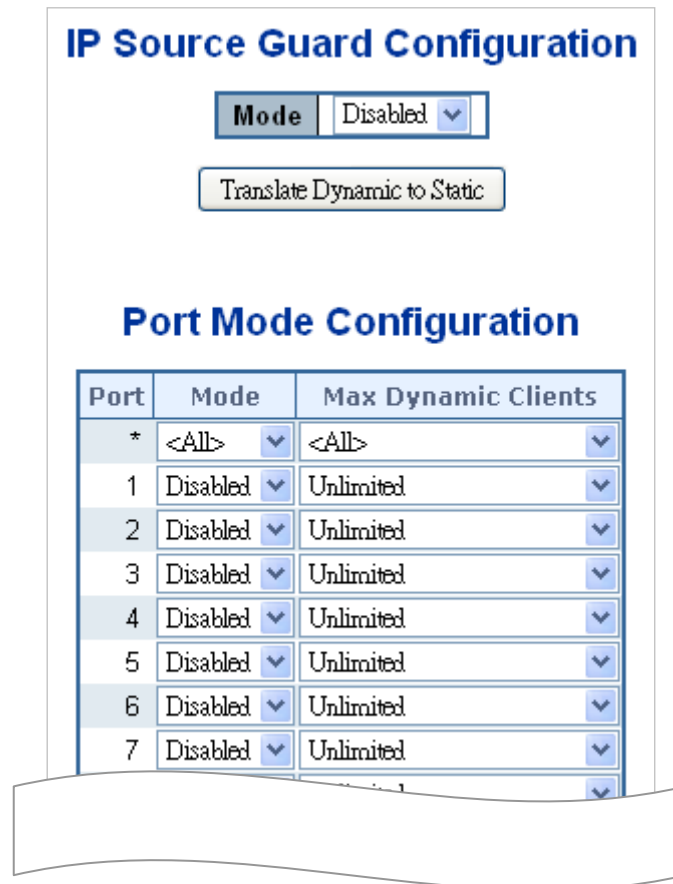 IP Source Guard Configuration
Mode Disabled
Translate Dynamic to Static
Port Mode Configuration
Port Mode Max Dynamic Clients
* <All> <All>
1 Disabled Unlimited
2 Disabled Unlimited
3 Disabled Unlimited
4 Disabled Unlimited
5 Disabled Unlimited
6 Disabled Unlimited
7 Disabled Unlimited